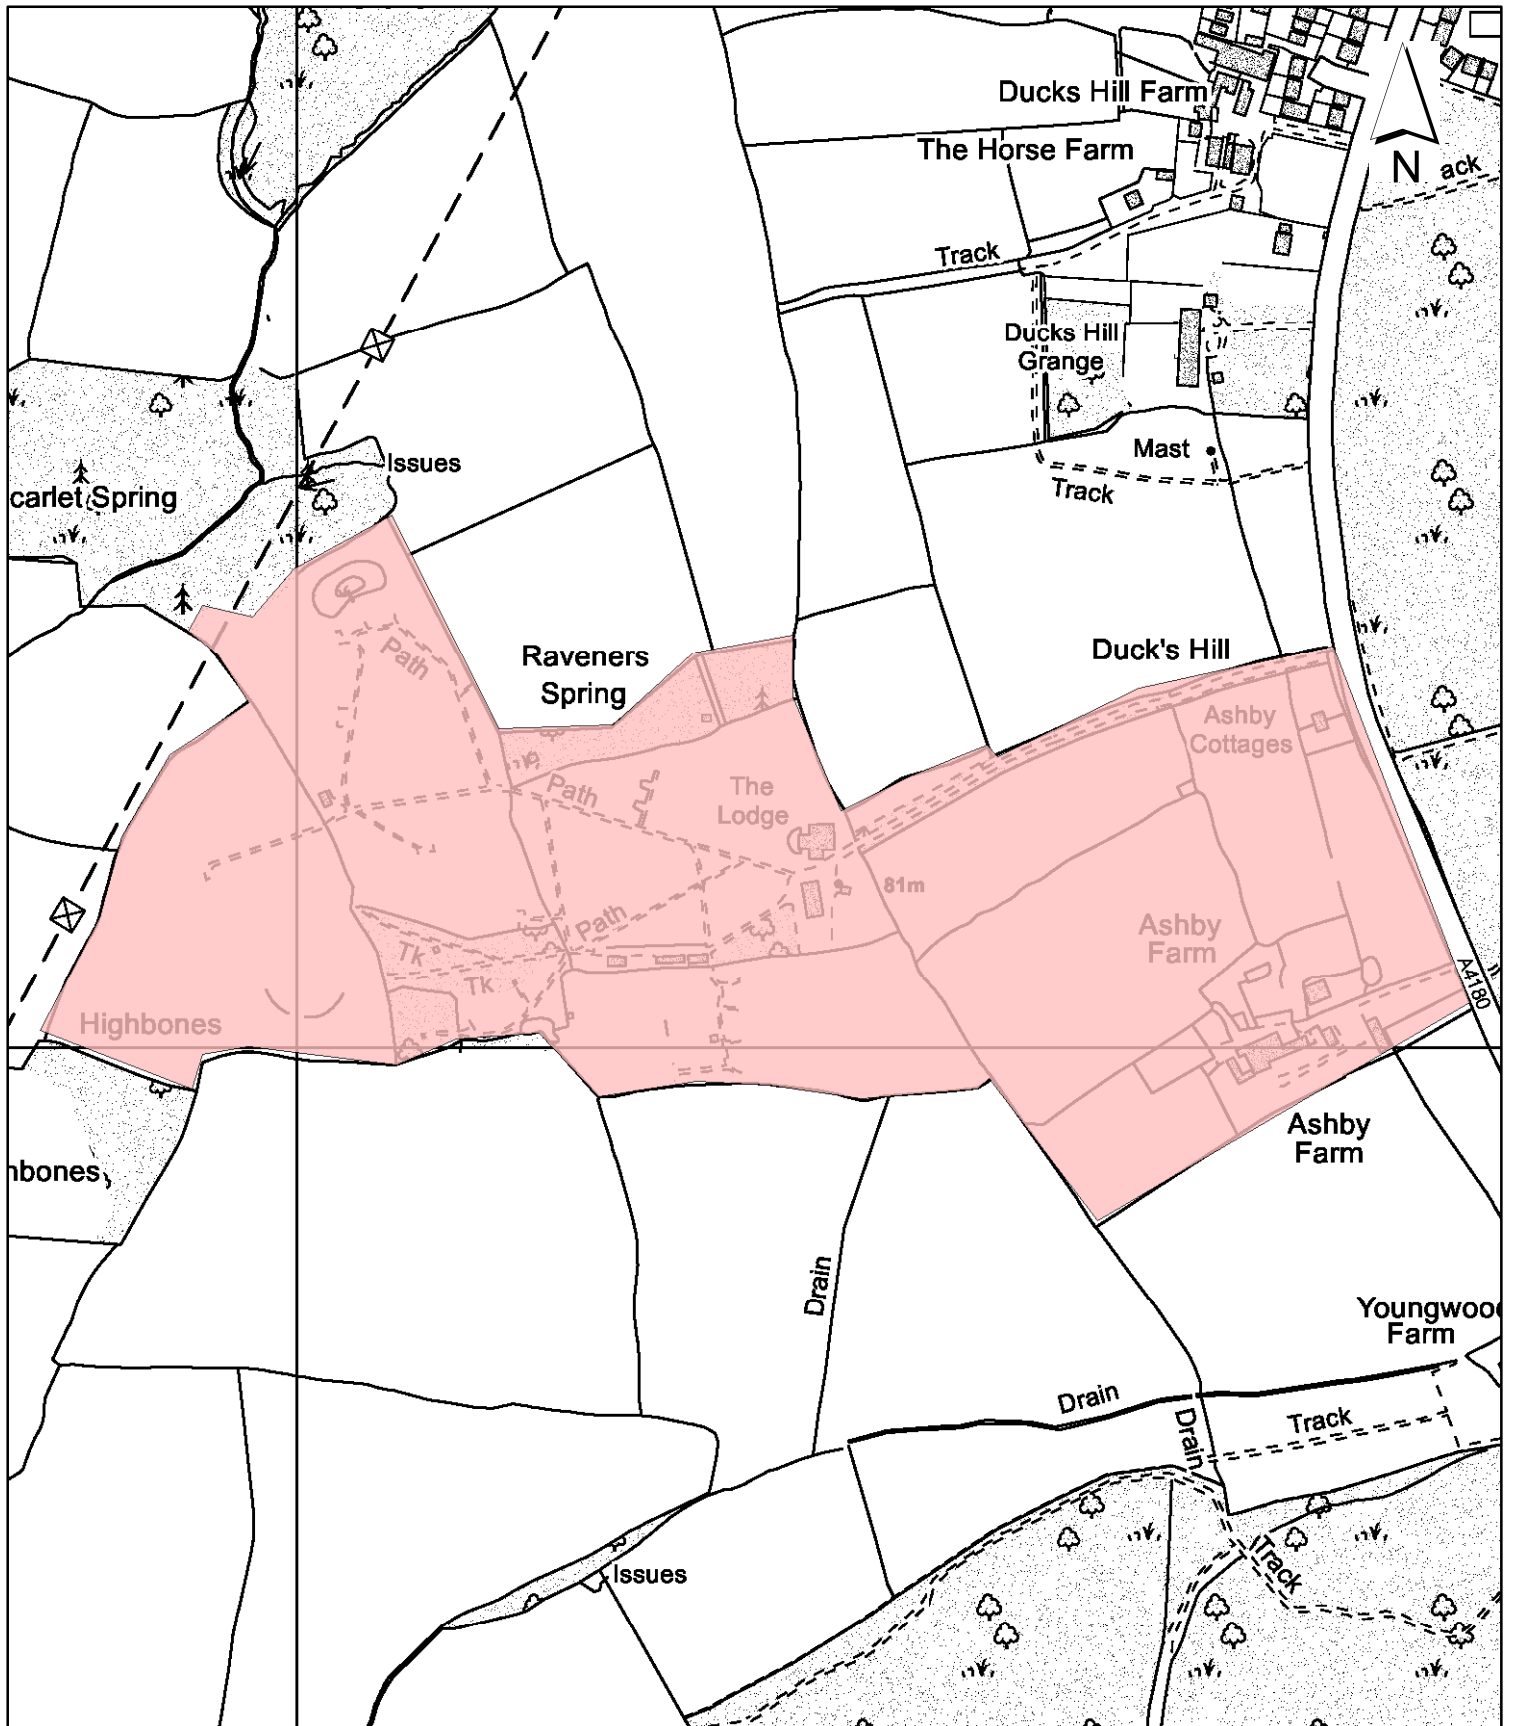 Ducks Hill Farm
The Horse Farm
N
ack
Track
Ducks Hill
Grange
Mast
Track
Issues
carlet Spring
Raveners
Spring
Duck's Hill
Path
Ashby
Cottages
Path
The
Lodge
81m
Path
Ashby
Farm
Tk
Tk
A4180
Highbones
Ashby
Farm
nbones
Drain
Youngwoo
Farm
Drain
Drain
Track
Track
Issues